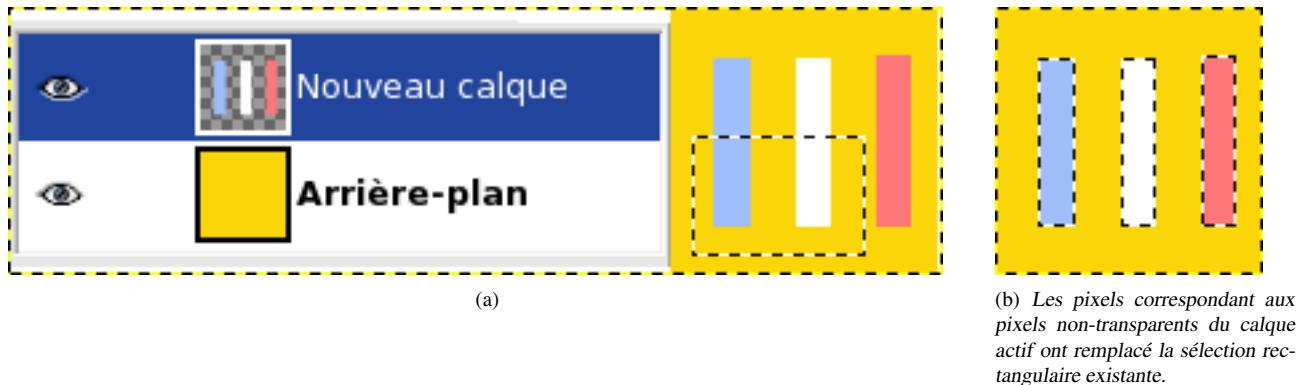 Nouveau calque
Arrière-plan
(a)
(b) Les pixels correspondant aux
pixels non-transparents du calque
actif ont remplacé la sélection rec-
tangulaire existante.